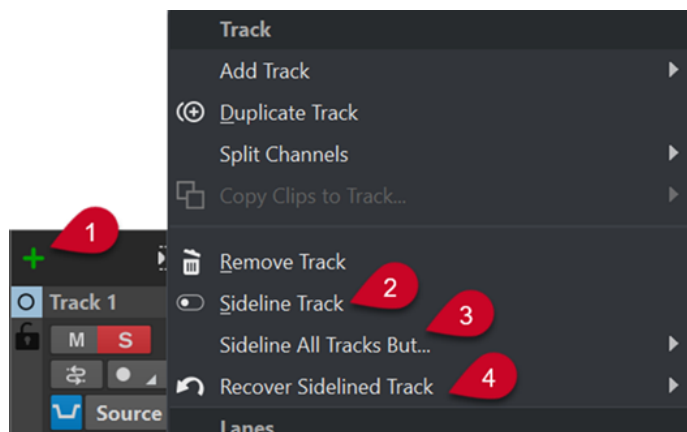 Track
Add Track
Duplicate Track
Split Channels
Copy Clips to Track...
1
Remove Track
2
Track 1
Sideline Track
3
M S
Sideline All Tracks But...
4
Recover Sidelined Track
Source
Lanes